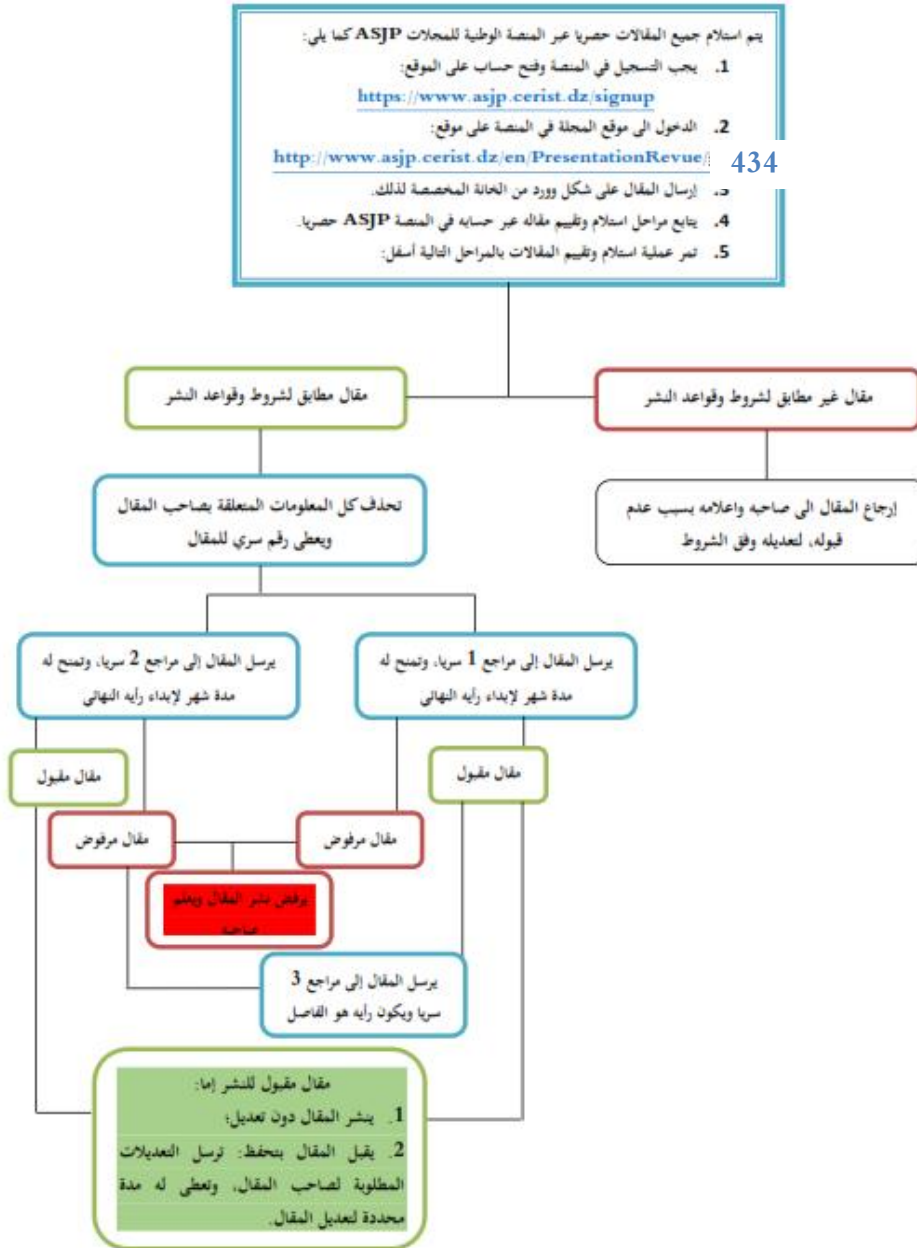 يتم استلام جميع المقالات حصريا عبر المنصة الوطنية للمجلات ASJP كما يلي:
1. يجب التسجيل في المنصة وفتح حساب على الموقع:
https://www.asjp.cerist.dz/signup
2. الدخول الى موقع المجلة في المنصة على موقع:
http://www.asjp.cerist.dz/en/PresentationRevue/
434
إرسال المقال على شكل وورد من الخانة المخصصة لذلك.
4. يتابع مراحل استلام وتقييم مقاله عبر حسابه في المنصة ASJP حصريا.
5. تمر عملية استلام وتقييم المقالات بالمراحل التالية أسفل:
مقال غير مطابق لشروط وقواعد النشر
مقال مطابق لشروط وقواعد النشر
إرجاع المقال الى صاحبه واعلامه بسبب عدم
قبوله، لتعديله وفق الشروط
تحذف كل المعلومات المتعلقة بصاحب المقال
ويعطى رقم سري للمقال
يرسل المقال إلى مراجع 1 سريا، وتمنح له
مدة شهر لإبداء رأيه النهائي
يرسل المقال إلى مراجع 2 سريا، وتمنح له
مدة شهر لإبداء رأيه النهائي
مقال مقبول
مقال مقبول
مقال مرفوض
مقال مرفوض
يرفض نشر المقال ويعلم
صاحبه
يرسل المقال إلى مراجع 3
سريا ويكون رأيه هو الفاصل
مقال مقبول للنشر إما:
1. ينشر المقال دون تعديل؛
2. يقبل المقال بتحفظ: ترسل التعديلات
المطلوبة لصاحب المقال، وتعطى له مدة
محددة لتعديل المقال.